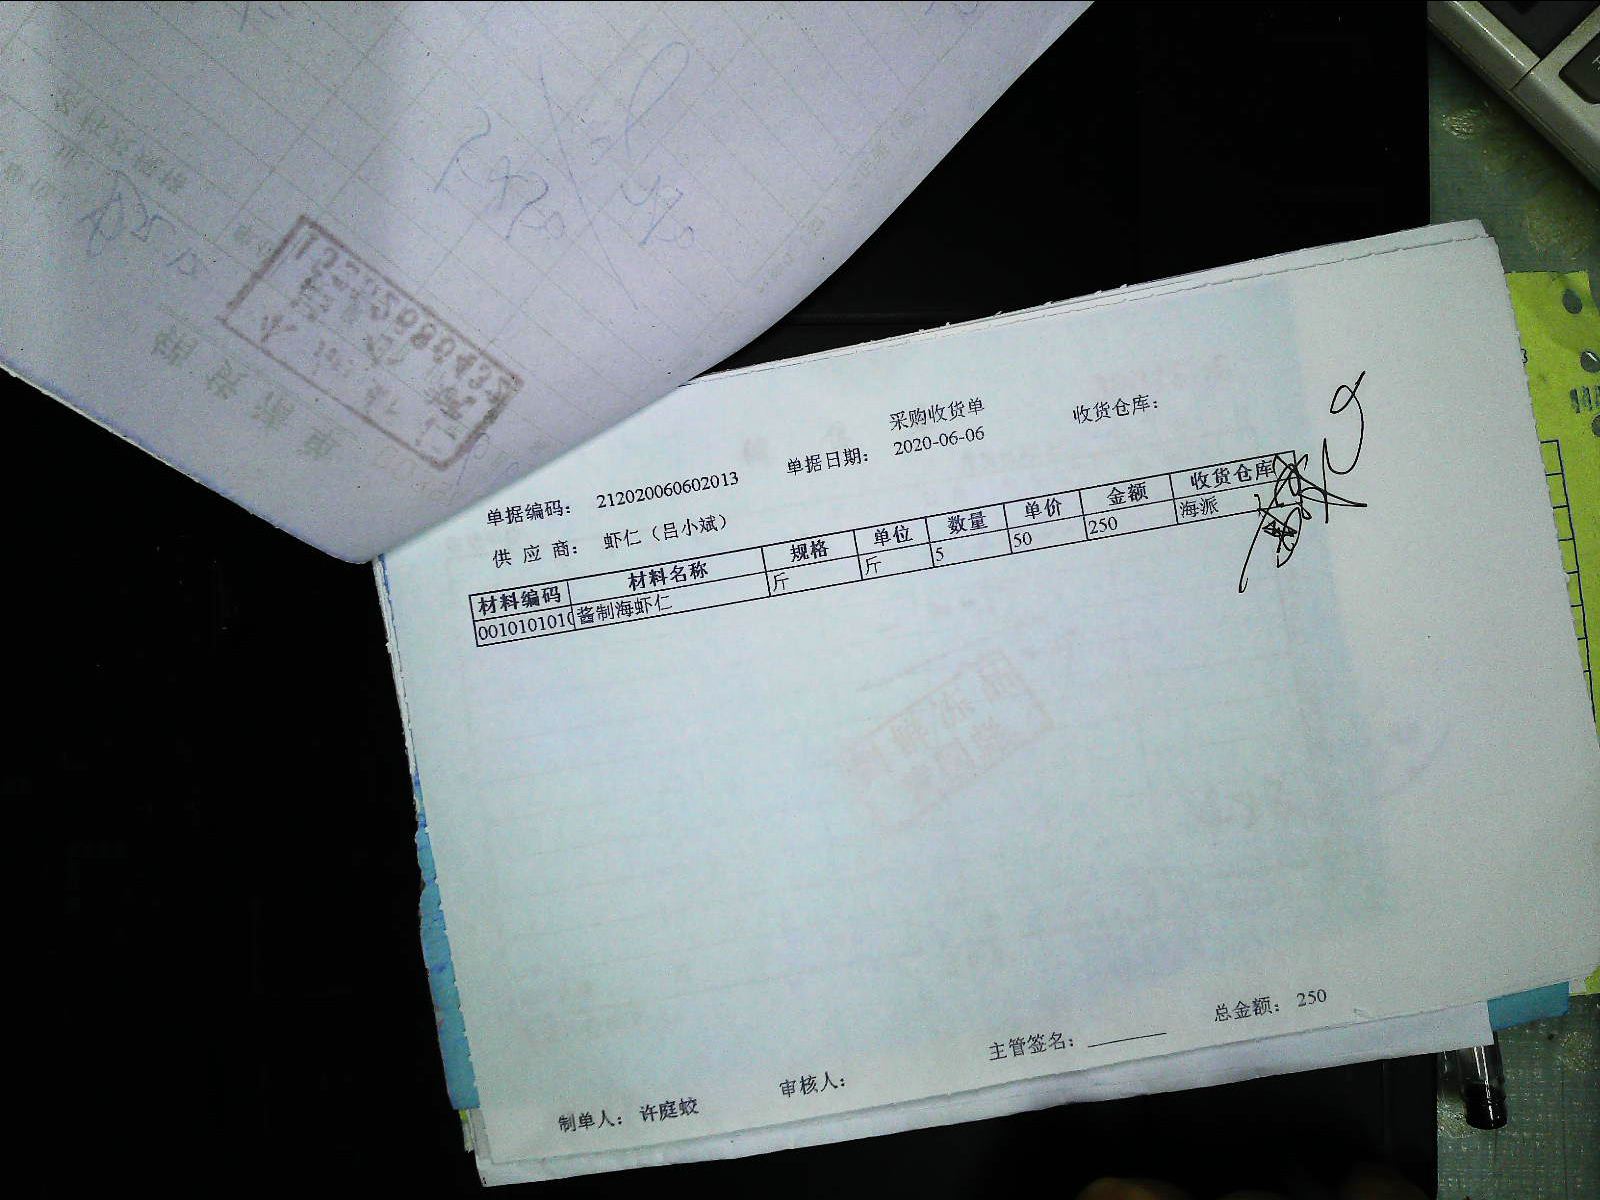 采购收货单
收货仓库：
单据编码： 212020060602013 单据日期： 2020-06-06
供 应 商： 虾仁（吕小斌）
材料编码 材料名称 规格 单位 数量 单价 金额 收货仓库
0010101010 酱制海虾仁 斤 斤 5 50 250 海派
主管签名： 总金额： 250
制单人： 许庭蛟 审核人：